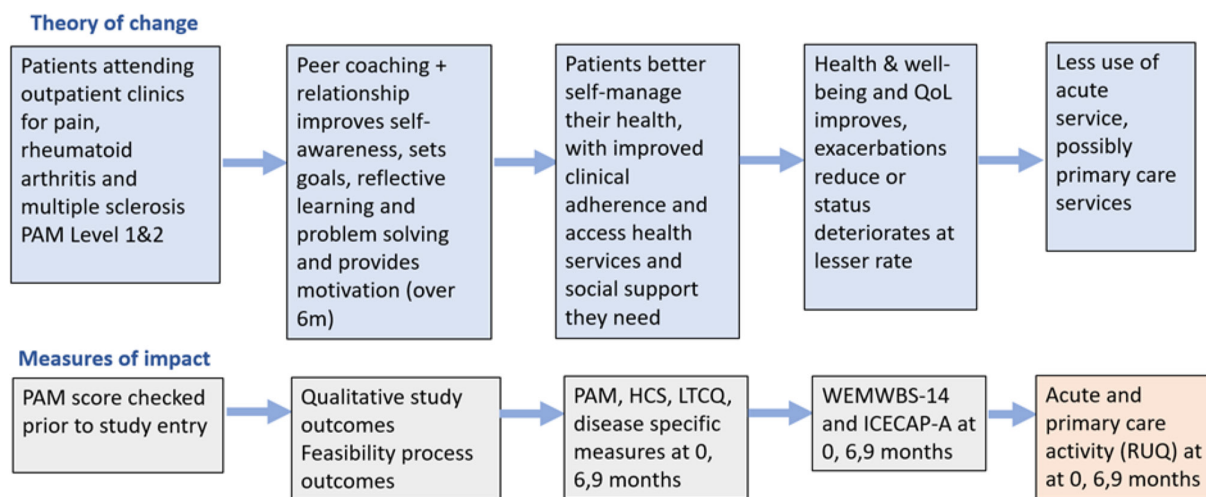 Theory of change
Patients attending
outpatient clinics
for pain,
rheumatoid
arthritis and
multiple sclerosis
PAM Level 1&2
Peer coaching +
relationship
improves self-
awareness, sets
goals, reflective
learning and
problem solving
and provides
motivation (over
6m)
Patients better
self-manage
their health,
with improved
clinical
adherence and
access health
services and
social support
they need
Health & well-
being and QoL
improves,
exacerbations
reduce or
status
deteriorates at
lesser rate
Less use of
acute
service,
possibly
primary care
services
Measures of impact
PAM score checked
prior to study entry
Qualitative study
outcomes
Feasibility process
outcomes
PAM, HCS, LTCQ,
disease specific
measures at 0,
6,9 months
WEMWBS-14
and ICECAP-A at
0, 6,9 months
Acute and
primary care
activity (RUQ) at
at 0, 6,9 months